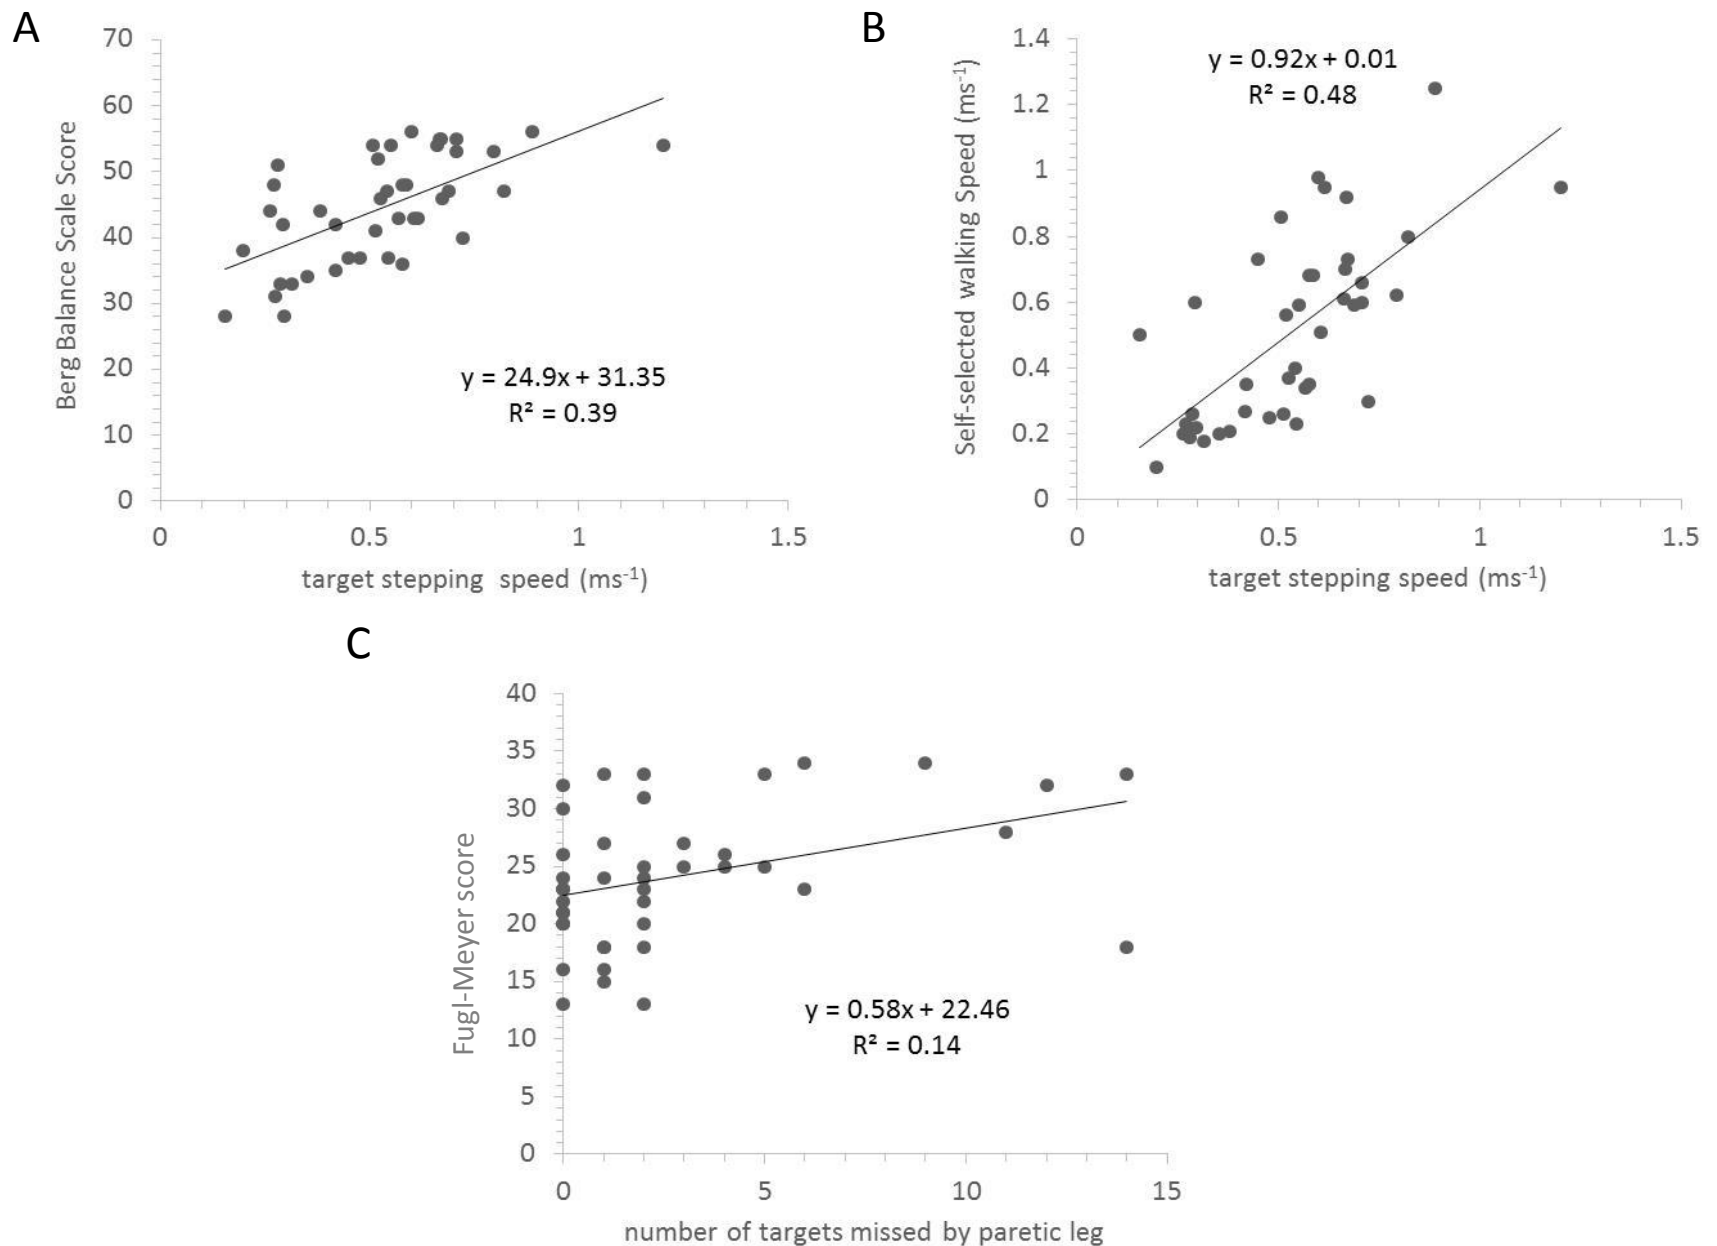 A
70
60
50
40
30
20
10
0
Berg Balance Scale Score
y = 24.9x + 31.35
R² = 0.39
0 0.5 1 1.5
target stepping speed (ms⁻¹)
B
1.4
1.2
1
0.8
0.6
0.4
0.2
0
Self-selected walking Speed (ms⁻¹)
y = 0.92x + 0.01
R² = 0.48
0 0.5 1 1.5
target stepping speed (ms⁻¹)
C
40
35
30
25
20
15
10
5
0
Fugl-Meyer score
y = 0.58x + 22.46
R² = 0.14
0 5 10 15
number of targets missed by paretic leg